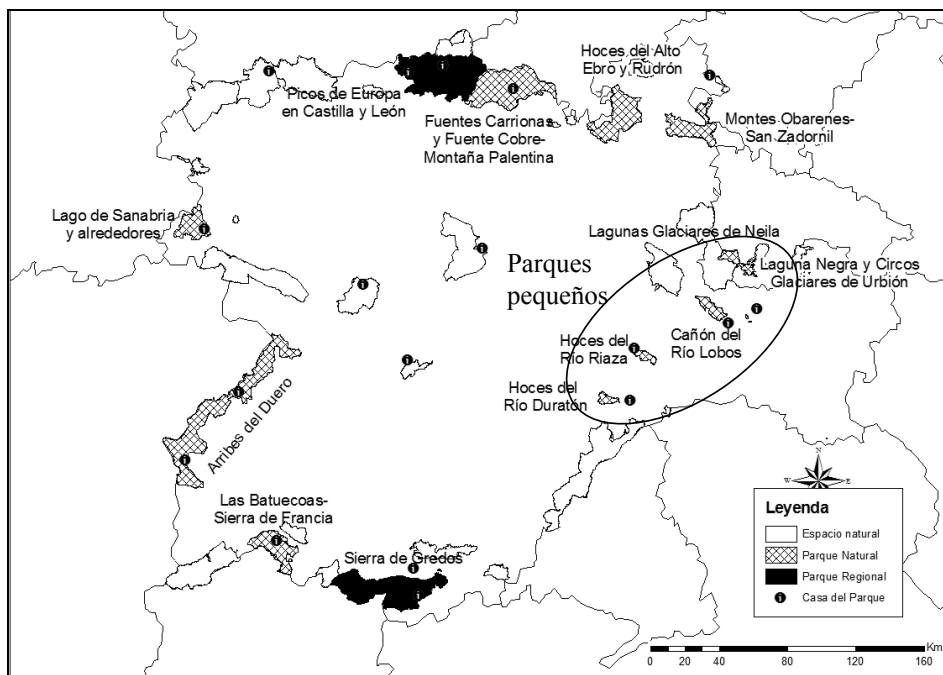 Hoces del Alto
Ebro y Rudrón
Picos de Europa
en Castilla y León
Fuentes Carrionas
y Fuente Cobre-
Montaña Palentina
Montes Obarenes-
San Zadornil
Lago de Sanabria
y alrededores
Lagunas Glaciares de Neila
Parques
pequeños
Laguna Negra y Circos
Glaciares de Urbión
Cañón del
Río Lobos
Hoces del
Río Riaza
Hoces del
Río Duratón
Arribes del Duero
Las Batuecoas-
Sierra de Francia
Sierra de Gredos
N
W E
S
Leyenda
Espacio natural
Parque Natural
Parque Regional
Casa del Parque
Km
0 20 40 80 120 160